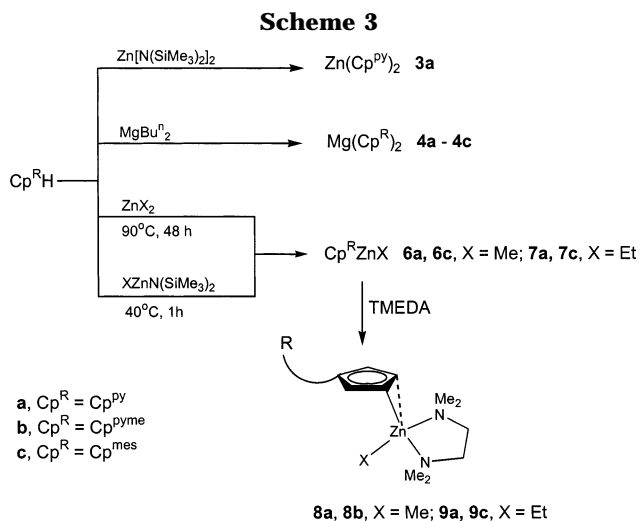 Scheme 3
Zn[N(SiMe₃)₂]₂
Zn(Cpᵖʸ)₂ 3a
MgBuⁿ₂
Mg(Cpᴿ)₂ 4a - 4c
CpᴿH
ZnX₂
90°C, 48 h
CpᴿZnX 6a, 6c, X = Me; 7a, 7c, X = Et
XZnN(SiMe₃)₂
40°C, 1h
TMEDA
R
a, Cpᴿ = Cpᵖʸ
b, Cpᴿ = Cpᵖʸᵐᵉ
c, Cpᴿ = Cpᵐᵉˢ
Me₂
N
Zn
X
N
Me₂
8a, 8b, X = Me; 9a, 9c, X = Et